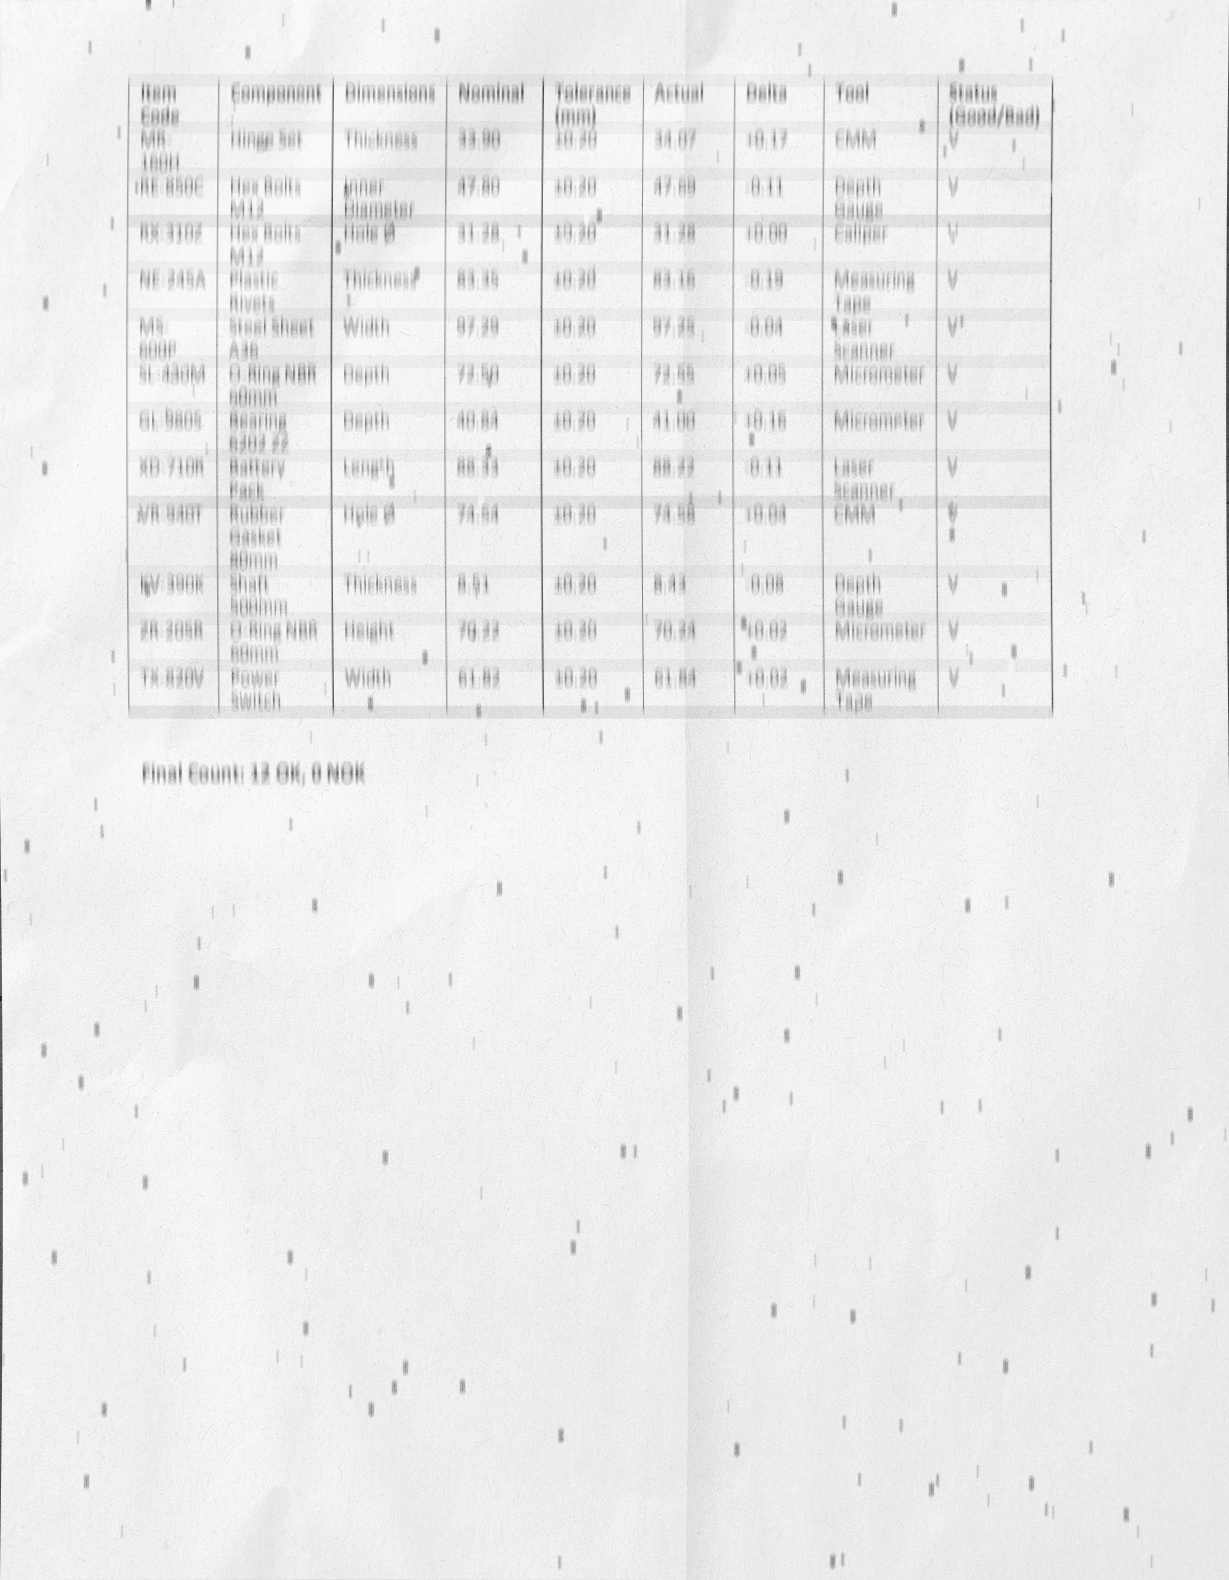 Item Code Component Dimensions Nominal Tolerance (mm) Actual Delta Tool Status (Good/Bad)
Hinge Set Thickness 33.90 ±0.20 34.07 +0.17 CMM V
RE-850C Hex Bolts M12 Inner Diameter 47.80 ±0.20 47.69 -0.11 Depth Gauge V
RX-310Z Hex Bolts M12 Hole Ø 31.28 ±0.20 31.28 +0.00 Caliper V
NE-245A Plastic Rivets Thickness 83.35 ±0.20 83.16 -0.19 Measuring Tape V
MS-600P Steel Sheet A36 Width 97.29 ±0.20 97.25 -0.04 Laser Scanner V
SL-430M O-Ring NBR 60mm Depth 72.50 ±0.20 72.55 +0.05 Micrometer V
GL-980S Bearing 6202 ZZ Depth 40.84 ±0.20 41.00 +0.16 Micrometer V
XD-710R Battery Pack Length 88.33 ±0.20 88.22 -0.11 Laser Scanner V
VR-940T Rubber Gasket 80mm Hole Ø 74.54 ±0.20 74.58 +0.04 CMM V
Shaft 500mm Thickness 8.51 ±0.20 8.43 -0.08 Depth Gauge V
ZR-205R O-Ring NBR 60mm Height 70.22 ±0.20 70.24 +0.02 Micrometer V
TX-820V Power Switch Width 61.82 ±0.20 61.84 +0.02 Measuring Tape V
Final Count: 12 OK, 0 NOK